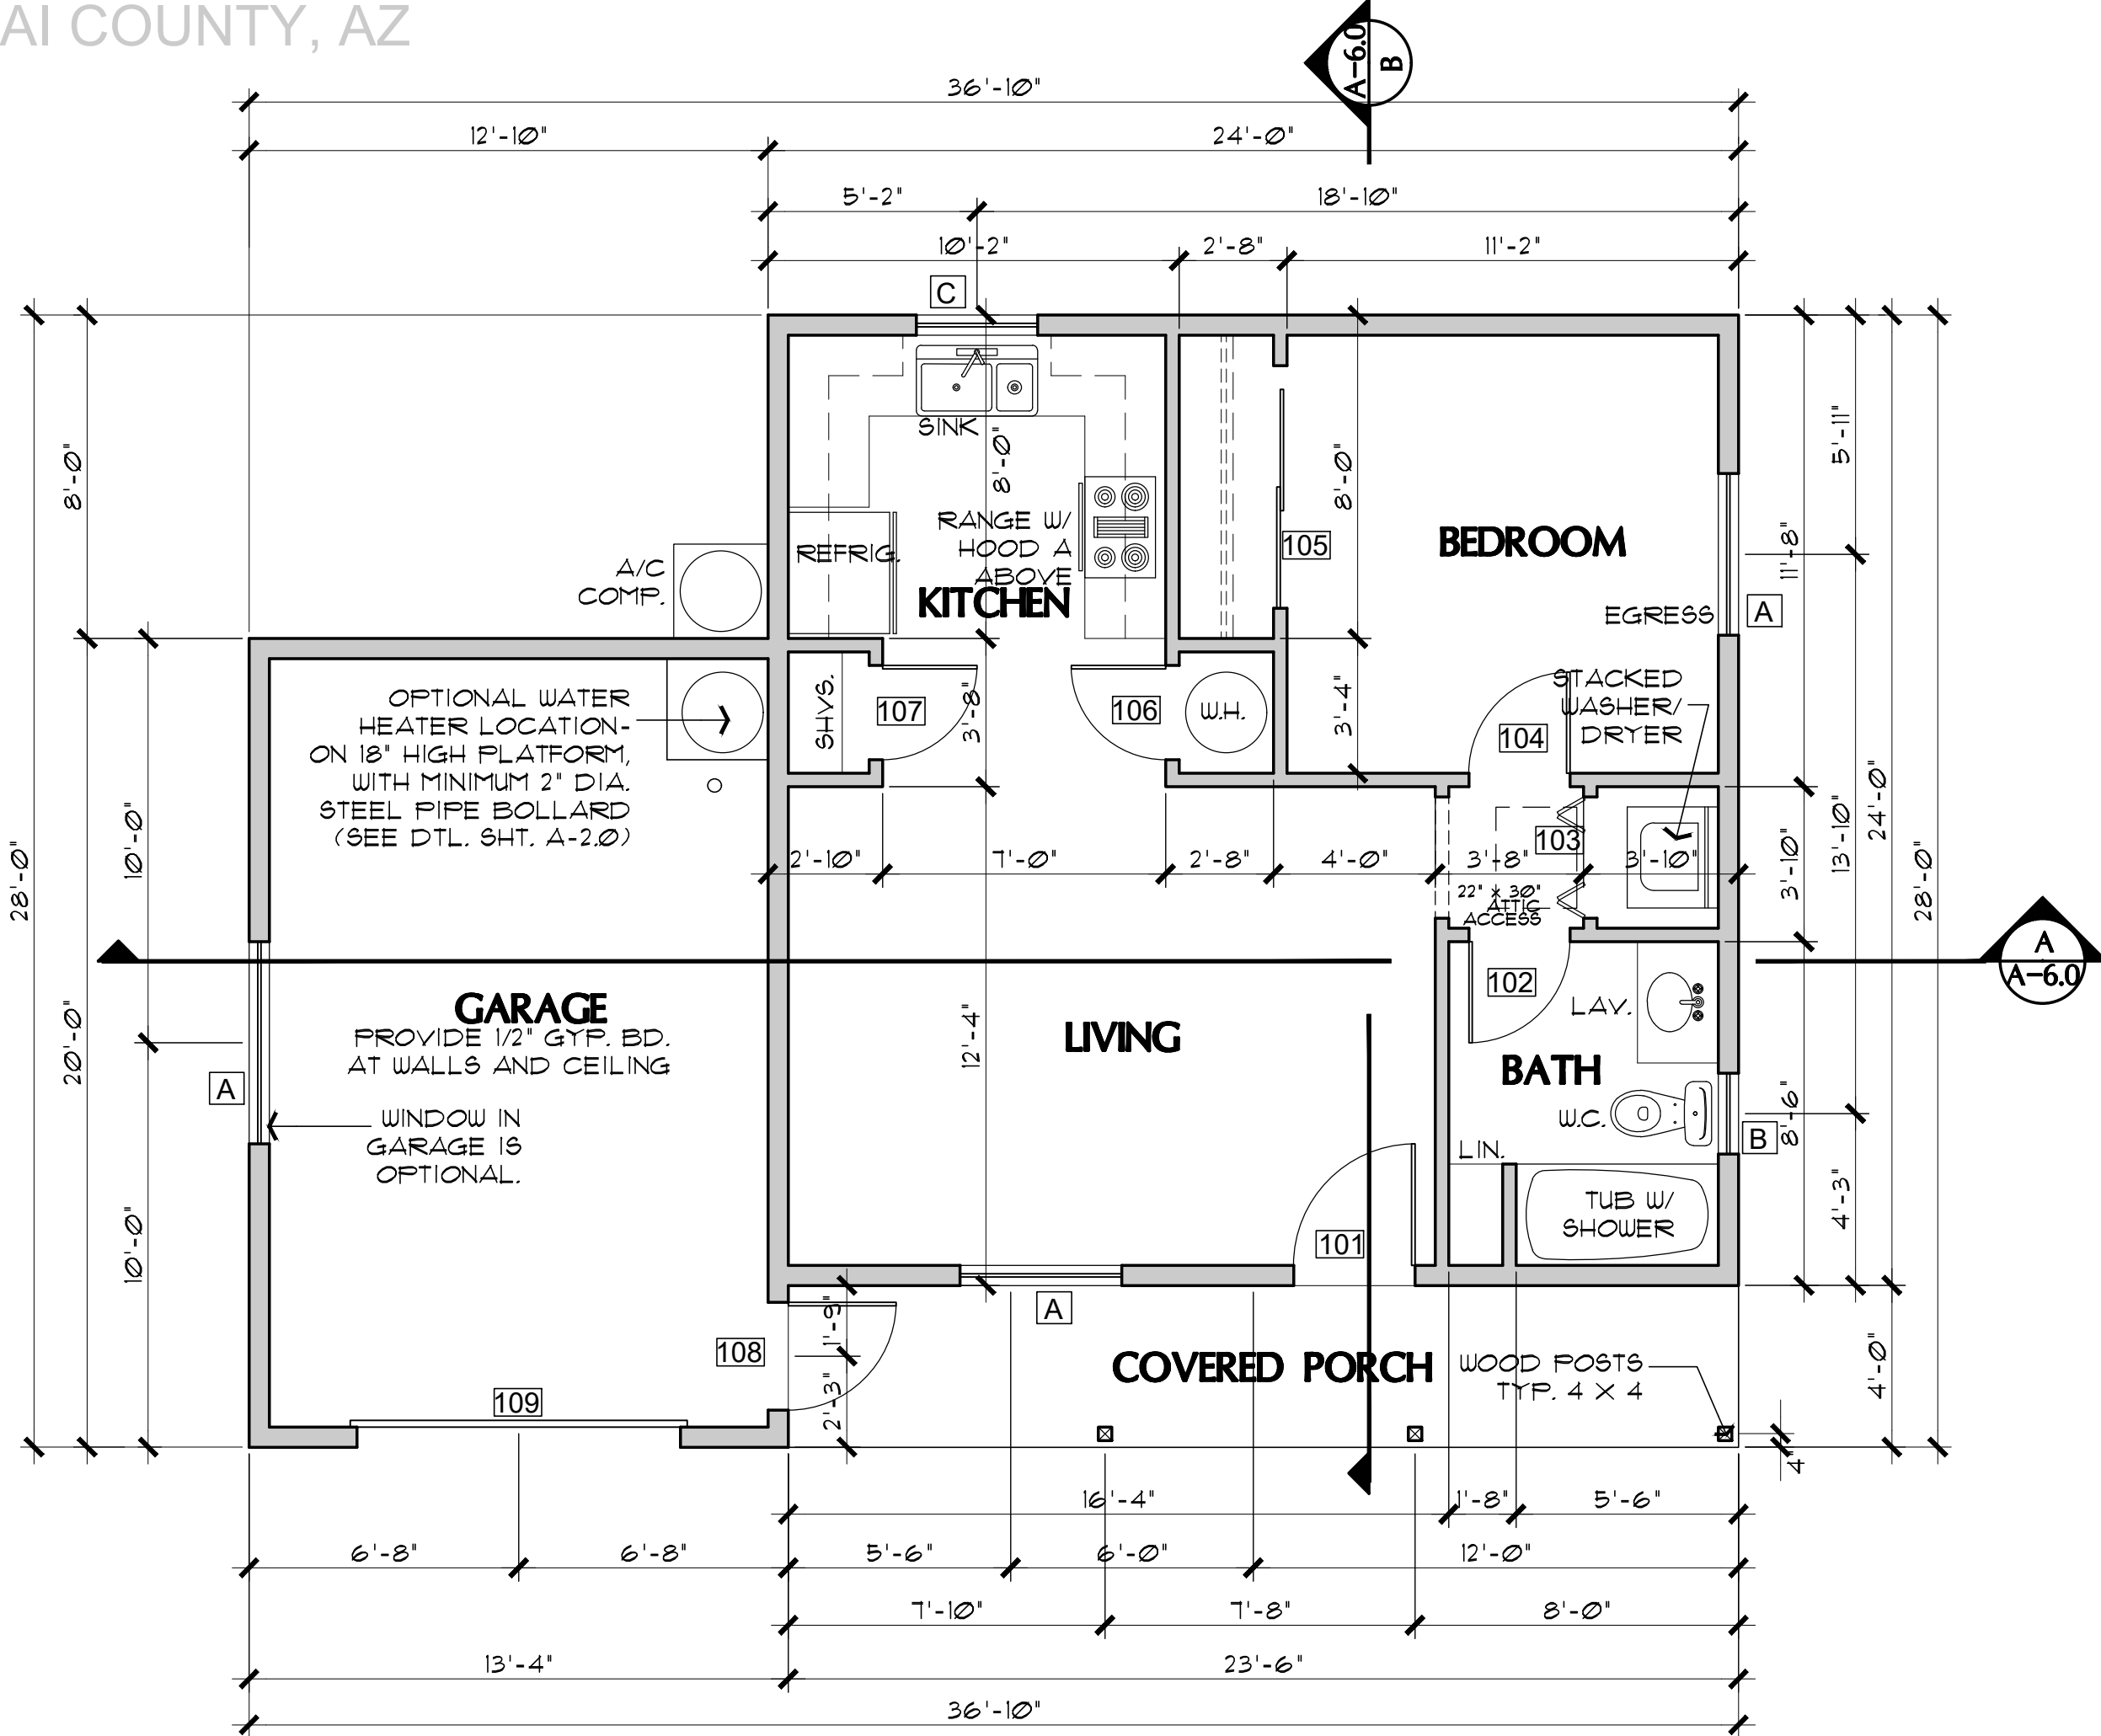 AI COUNTY, AZ
A-6.0
B
36'-10"
12'-10"
24'-0"
5'-2"
18'-10"
10'-2"
2'-8"
11'-2"
C
SINK
8'-0"
8'-0"
8'-0"
5'-11"
RANGE W/
HOOD A
ABOVE
REFRIG.
KITCHEN
105
BEDROOM
11'-8"
A/C
COMP.
EGRESS
A
OPTIONAL WATER
HEATER LOCATION-
ON 18" HIGH PLATFORM,
WITH MINIMUM 2" DIA.
STEEL PIPE BOLLARD
(SEE DTL. SHT. A-2.0)
SHVS.
107
3'-8"
106
W.H.
3'-4"
104
STACKED
WASHER/
DRYER
24'-0"
13'-10"
10'-0"
28'-0"
28'-0"
2'-10"
7'-0"
2'-8"
4'-0"
3'-8"
103
3'-10"
3'-10"
22" X 30"
ATTIC
ACCESS
A
A-6.0
GARAGE
PROVIDE 1/2" GYP. BD.
AT WALLS AND CEILING
20'-0"
12'-4"
LIVING
102
LAV.
BATH
A
WINDOW IN
GARAGE IS
OPTIONAL.
W.C.
B
8'-6"
LIN.
TUB W/
SHOWER
4'-3"
10'-0"
101
A
1'-9"
108
COVERED PORCH
WOOD POSTS
TYP. 4 X 4
4'-0"
2'-3"
109
4"
16'-4"
1'-8"
5'-6"
6'-8"
6'-8"
5'-6"
6'-0"
12'-0"
7'-10"
7'-8"
8'-0"
13'-4"
23'-6"
36'-10"